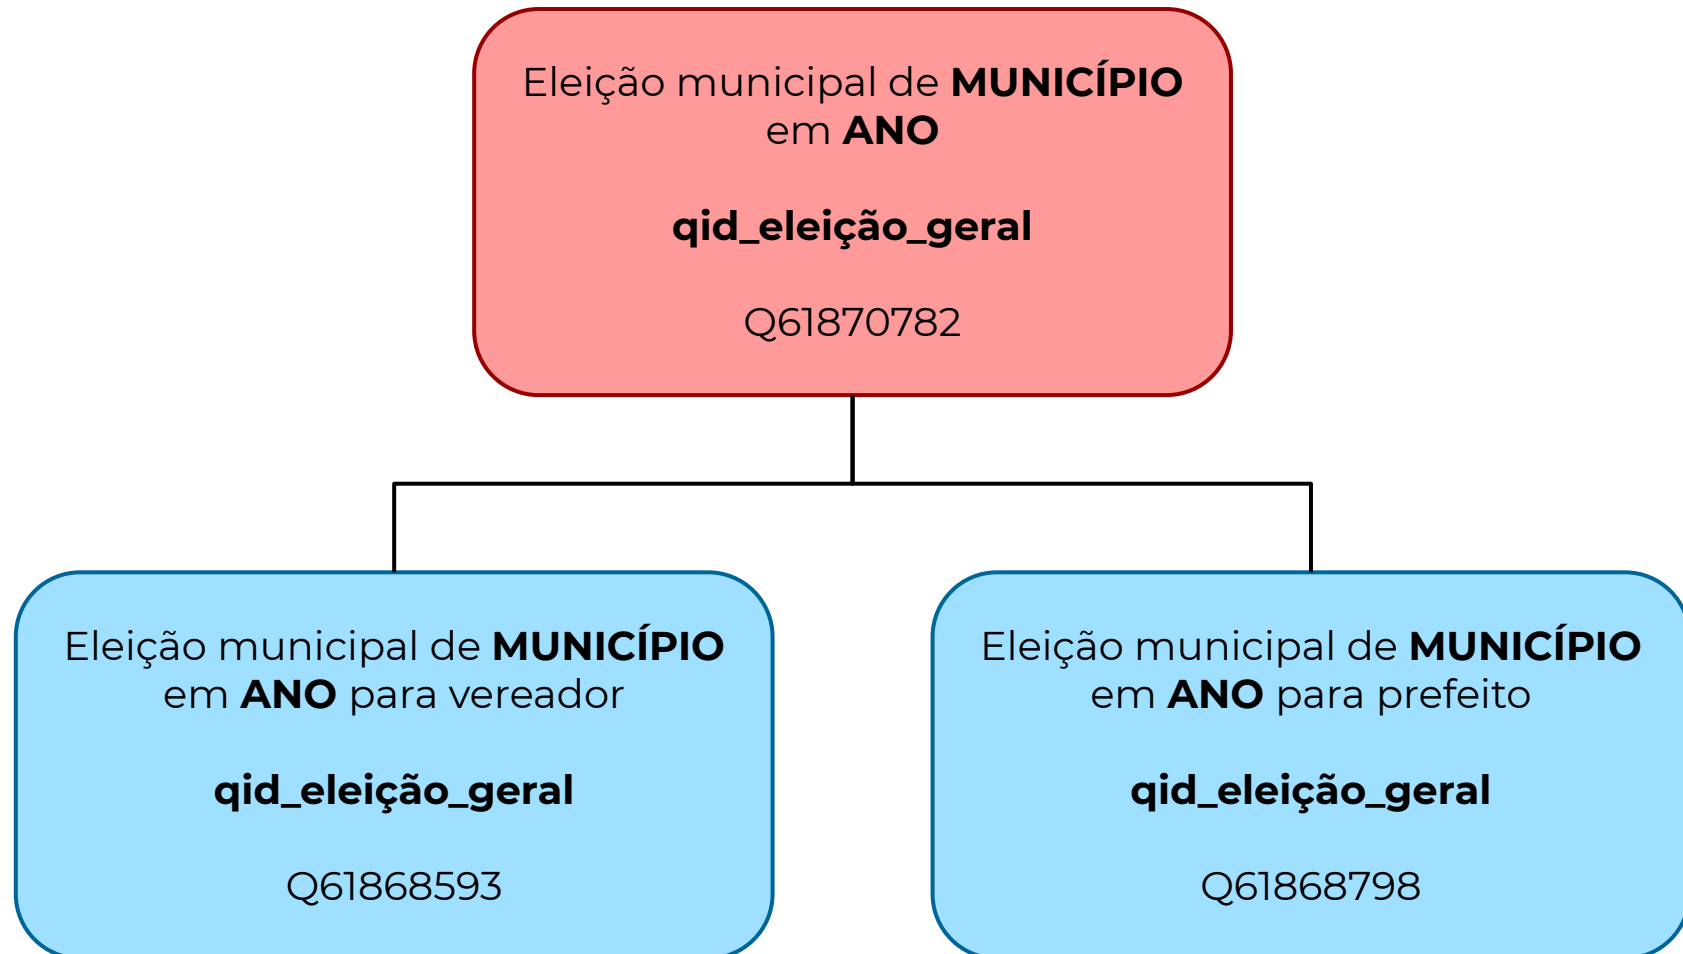 Eleição municipal de MUNICÍPIO
em ANO
qid_eleição_geral
Q61870782
Eleição municipal de MUNICÍPIO
em ANO para vereador
qid_eleição_geral
Q61868593
Eleição municipal de MUNICÍPIO
em ANO para prefeito
qid_eleição_geral
Q61868798